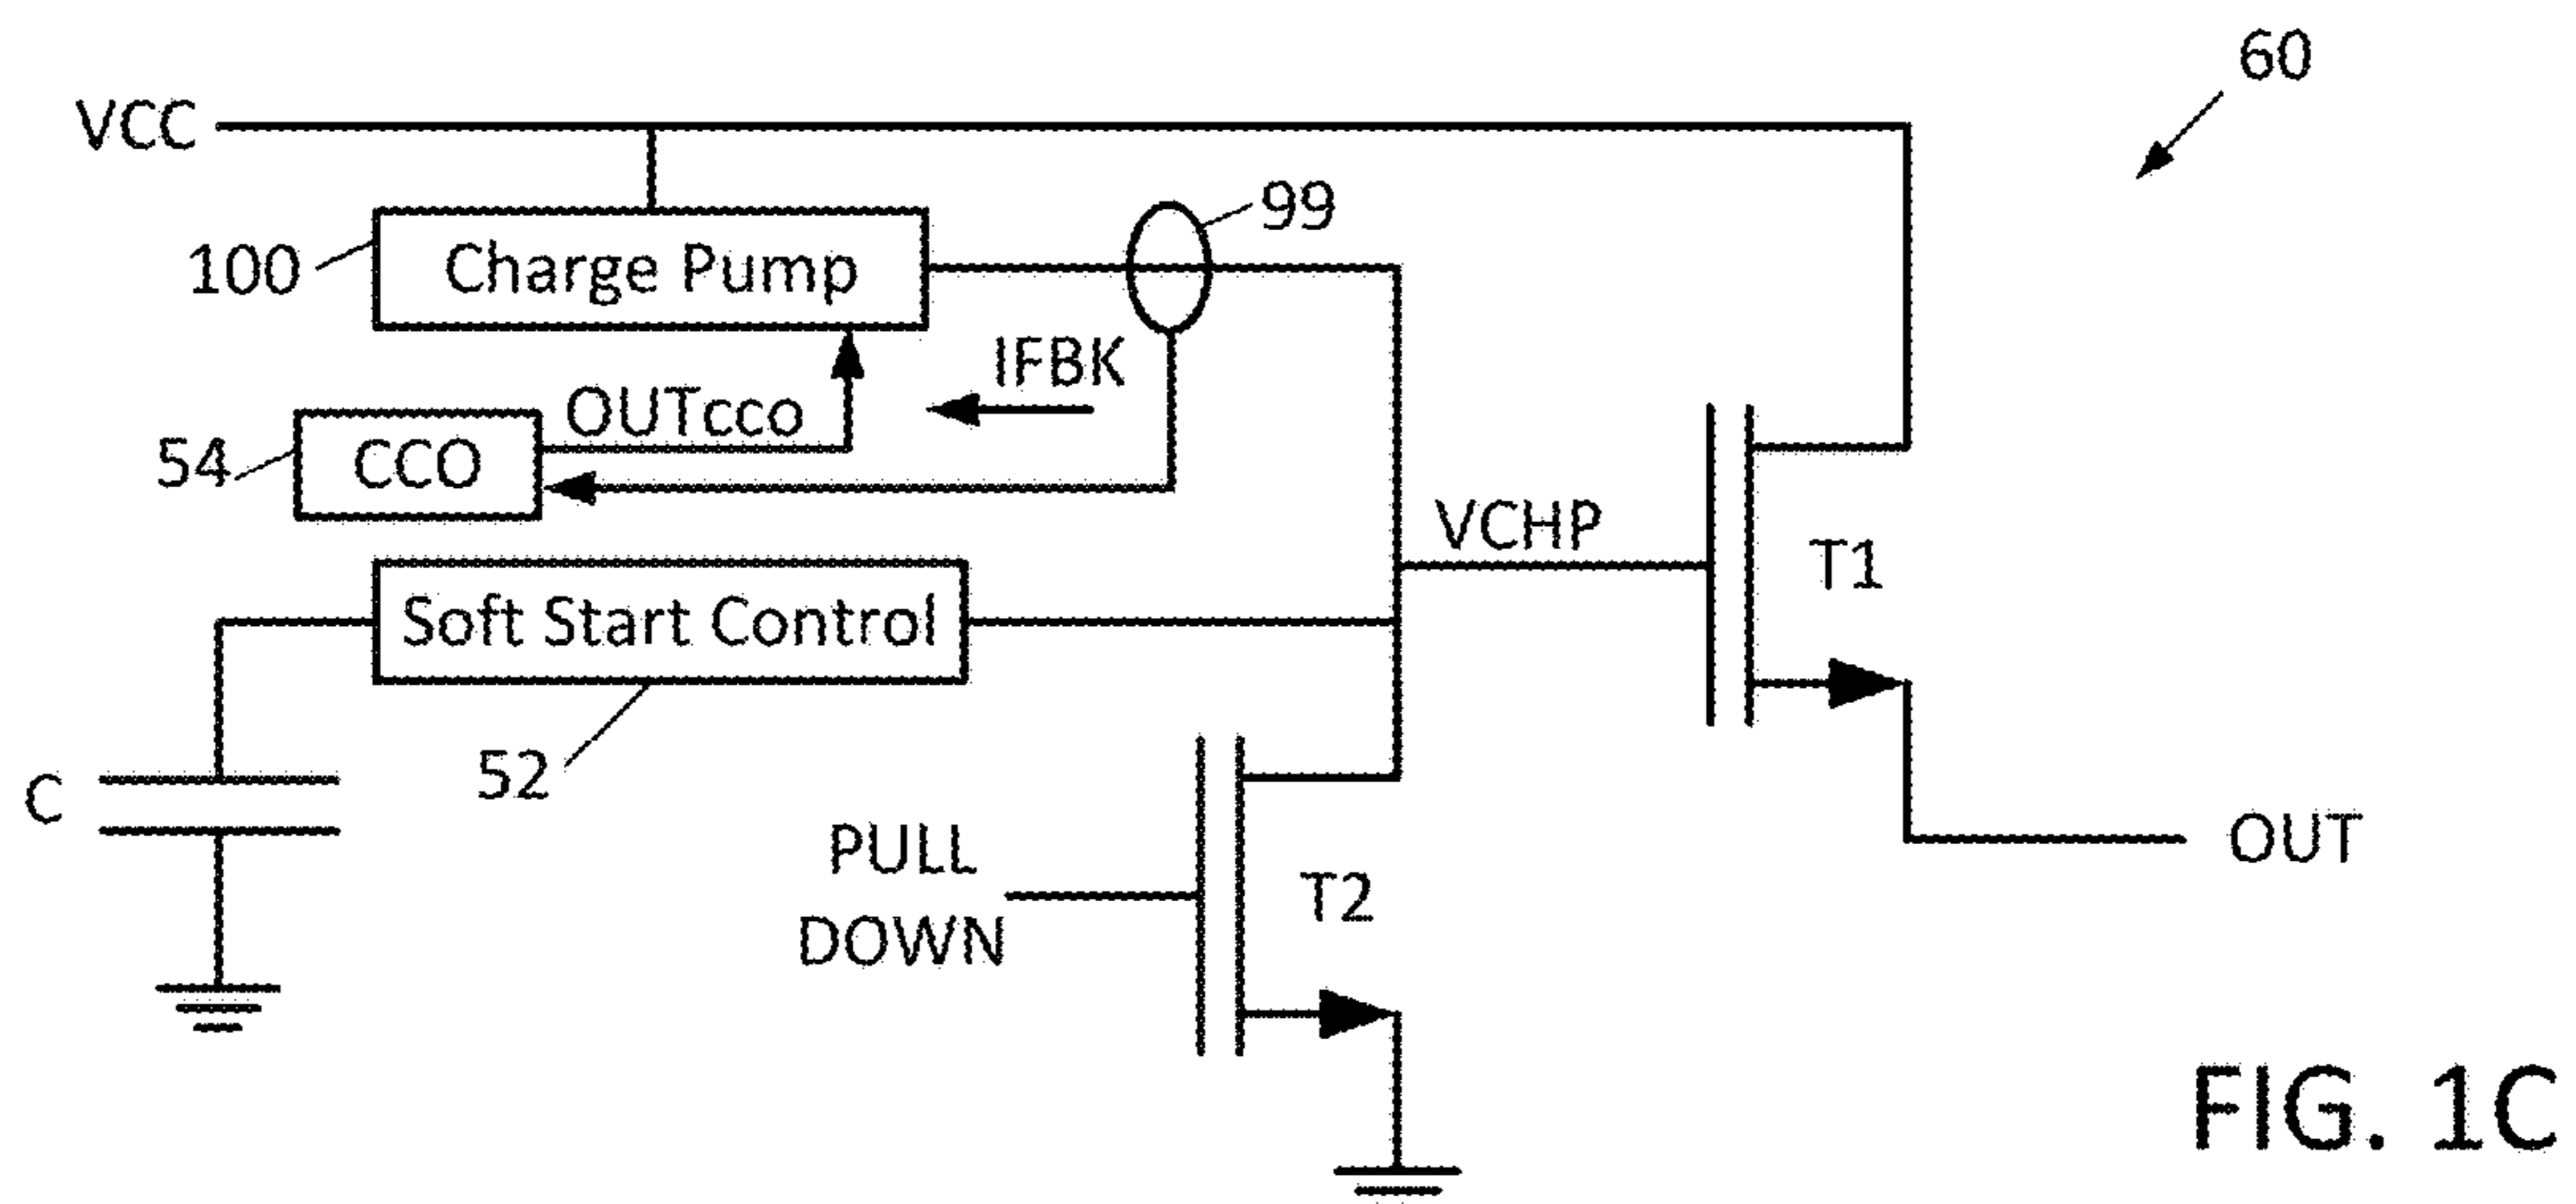 60
VCC
99
100
Charge Pump
IFBK
OUTcco
54
CCO
VCHP
T1
Soft Start Control
52
C
PULL
DOWN
T2
OUT
FIG. 1C